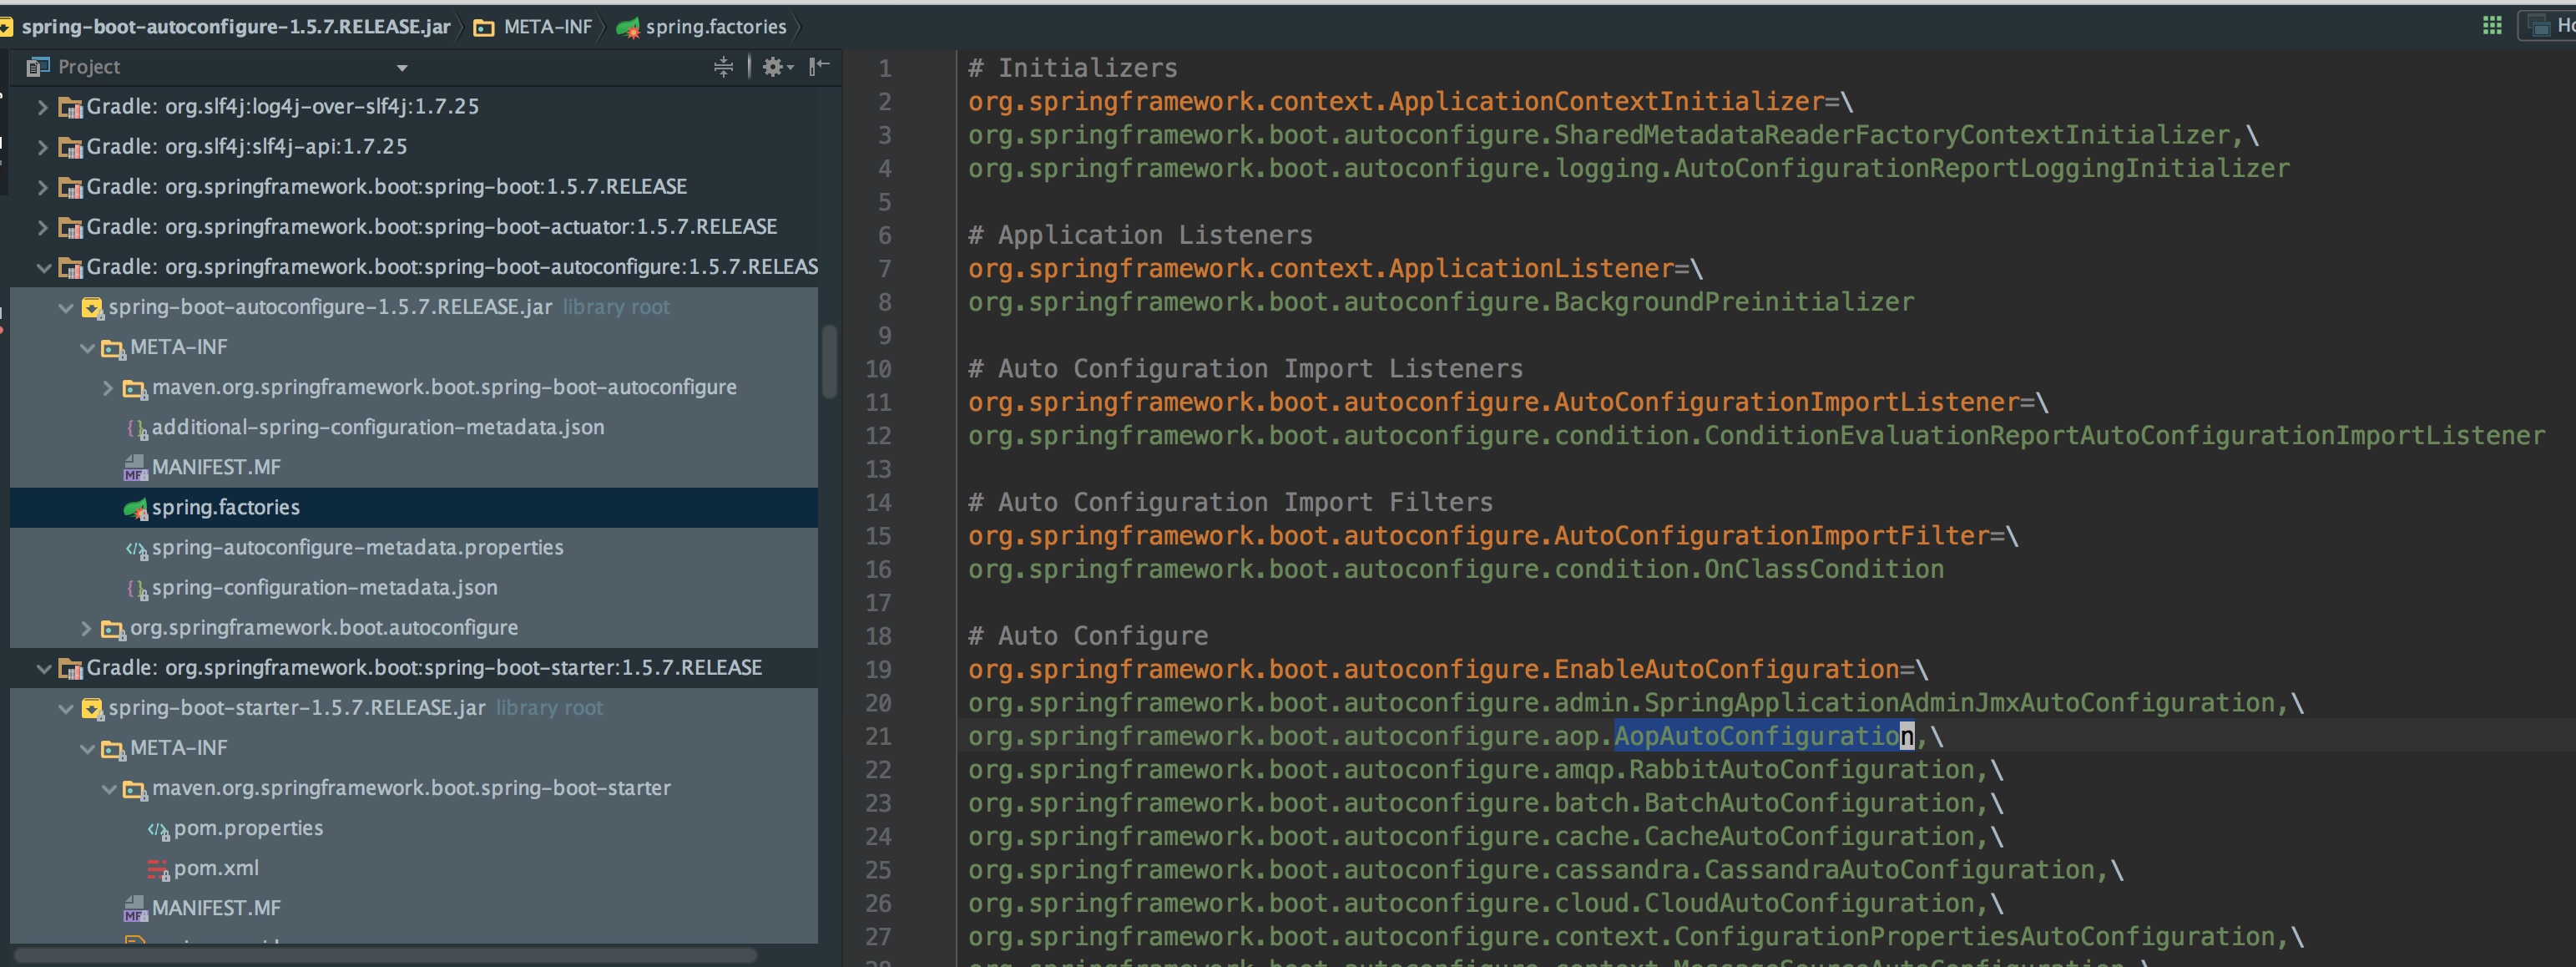 spring-boot-autoconfigure-1.5.7.RELEASE.jar META-INF spring.factories
Project
Gradle: org.slf4j:log4j-over-slf4j:1.7.25
Gradle: org.slf4j:slf4j-api:1.7.25
Gradle: org.springframework.boot:spring-boot:1.5.7.RELEASE
Gradle: org.springframework.boot:spring-boot-actuator:1.5.7.RELEASE
Gradle: org.springframework.boot:spring-boot-autoconfigure:1.5.7.RELEAS
spring-boot-autoconfigure-1.5.7.RELEASE.jar library root
META-INF
maven.org.springframework.boot.spring-boot-autoconfigure
additional-spring-configuration-metadata.json
MANIFEST.MF
spring.factories
spring-autoconfigure-metadata.properties
spring-configuration-metadata.json
org.springframework.boot.autoconfigure
Gradle: org.springframework.boot:spring-boot-starter:1.5.7.RELEASE
spring-boot-starter-1.5.7.RELEASE.jar library root
META-INF
maven.org.springframework.boot.spring-boot-starter
pom.properties
pom.xml
MANIFEST.MF
1 # Initializers
2 org.springframework.context.ApplicationContextInitializer=\
3 org.springframework.boot.autoconfigure.SharedMetadataReaderFactoryContextInitializer,\
4 org.springframework.boot.autoconfigure.logging.AutoConfigurationReportLoggingInitializer
5
6 # Application Listeners
7 org.springframework.context.ApplicationListener=\
8 org.springframework.boot.autoconfigure.BackgroundPreinitializer
9
10 # Auto Configuration Import Listeners
11 org.springframework.boot.autoconfigure.AutoConfigurationImportListener=\
12 org.springframework.boot.autoconfigure.condition.ConditionEvaluationReportAutoConfigurationImportListener
13
14 # Auto Configuration Import Filters
15 org.springframework.boot.autoconfigure.AutoConfigurationImportFilter=\
16 org.springframework.boot.autoconfigure.condition.OnClassCondition
17
18 # Auto Configure
19 org.springframework.boot.autoconfigure.EnableAutoConfiguration=\
20 org.springframework.boot.autoconfigure.admin.SpringApplicationAdminJmxAutoConfiguration,\
21 org.springframework.boot.autoconfigure.aop.AopAutoConfiguration,\
22 org.springframework.boot.autoconfigure.amqp.RabbitAutoConfiguration,\
23 org.springframework.boot.autoconfigure.batch.BatchAutoConfiguration,\
24 org.springframework.boot.autoconfigure.cache.CacheAutoConfiguration,\
25 org.springframework.boot.autoconfigure.cassandra.CassandraAutoConfiguration,\
26 org.springframework.boot.autoconfigure.cloud.CloudAutoConfiguration,\
27 org.springframework.boot.autoconfigure.context.ConfigurationPropertiesAutoConfiguration,\